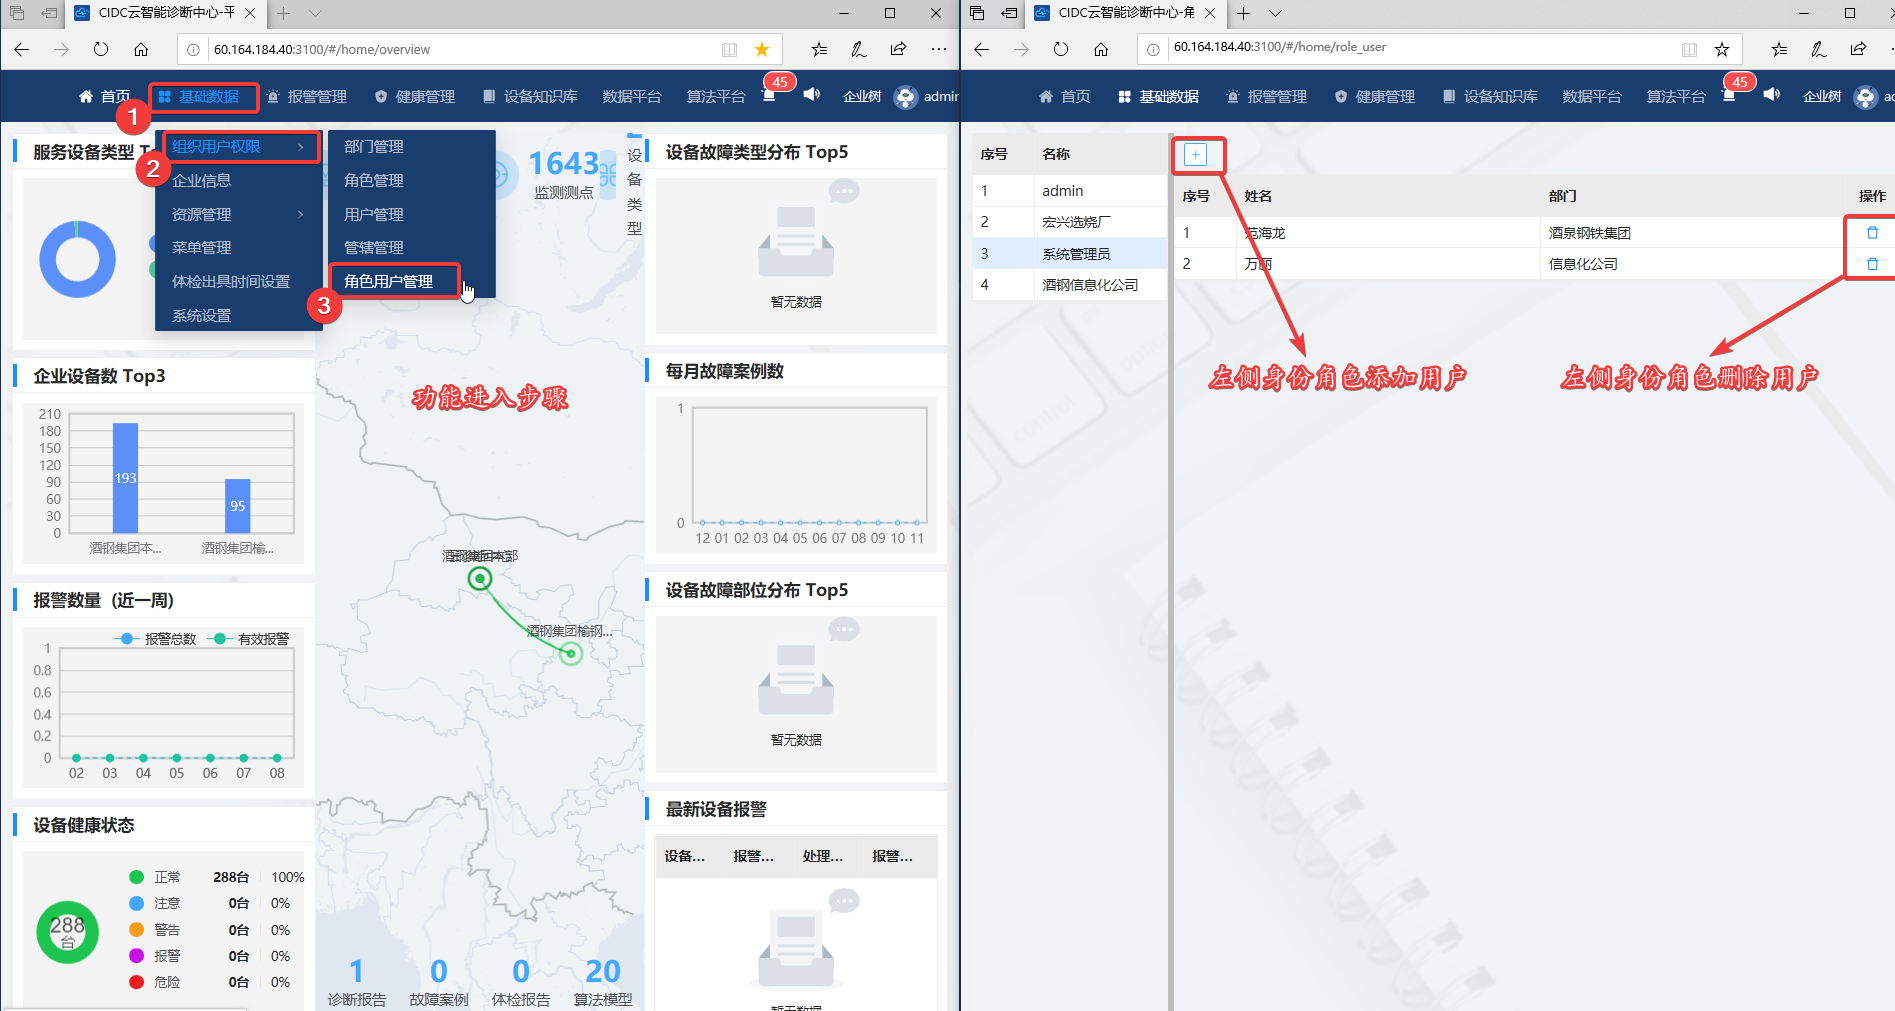 CIDC云智能诊断中心-平
60.164.184.40:3100/#/home/overview
首页
基础数据
报警管理
健康管理
设备知识库
数据平台
算法平台
45
企业树
admin
1
组织用户权限
2
企业信息
资源管理
菜单管理
体检出具时间设置
系统设置
部门管理
角色管理
用户管理
管辖管理
角色用户管理
3
服务设备类型 T
1643
监测测点
设备类型
功能进入步骤
企业设备数 Top3
210
180
150
120
90
60
30
0
193
95
酒钢集团本...
酒钢集团榆...
报警数量（近一周）
报警总数
有效报警
1
0.8
0.6
0.4
0.2
0
02 03 04 05 06 07 08
设备健康状态
288
台
正常 288台 100%
注意 0台 0%
警告 0台 0%
报警 0台 0%
危险 0台 0%
酒钢集团榆钢...
1
诊断报告
0
故障案例
0
体检报告
20
算法模型
设备故障类型分布 Top5
暂无数据
每月故障案例数
1
0
12 01 02 03 04 05 06 07 08 09 10 11
设备故障部位分布 Top5
暂无数据
最新设备报警
设备... 报警... 处理... 报警...
暂无数据
CIDC云智能诊断中心-角
60.164.184.40:3100/#/home/role_user
首页
基础数据
报警管理
健康管理
设备知识库
数据平台
算法平台
45
企业树
ad
序号 名称
1 admin
2 宏兴选烧厂
3 系统管理员
4 酒钢信息化公司
+
序号 姓名 部门 操作
1 范海龙 酒泉钢铁集团
2 万丽 信息化公司
左侧身份角色添加用户
左侧身份角色删除用户